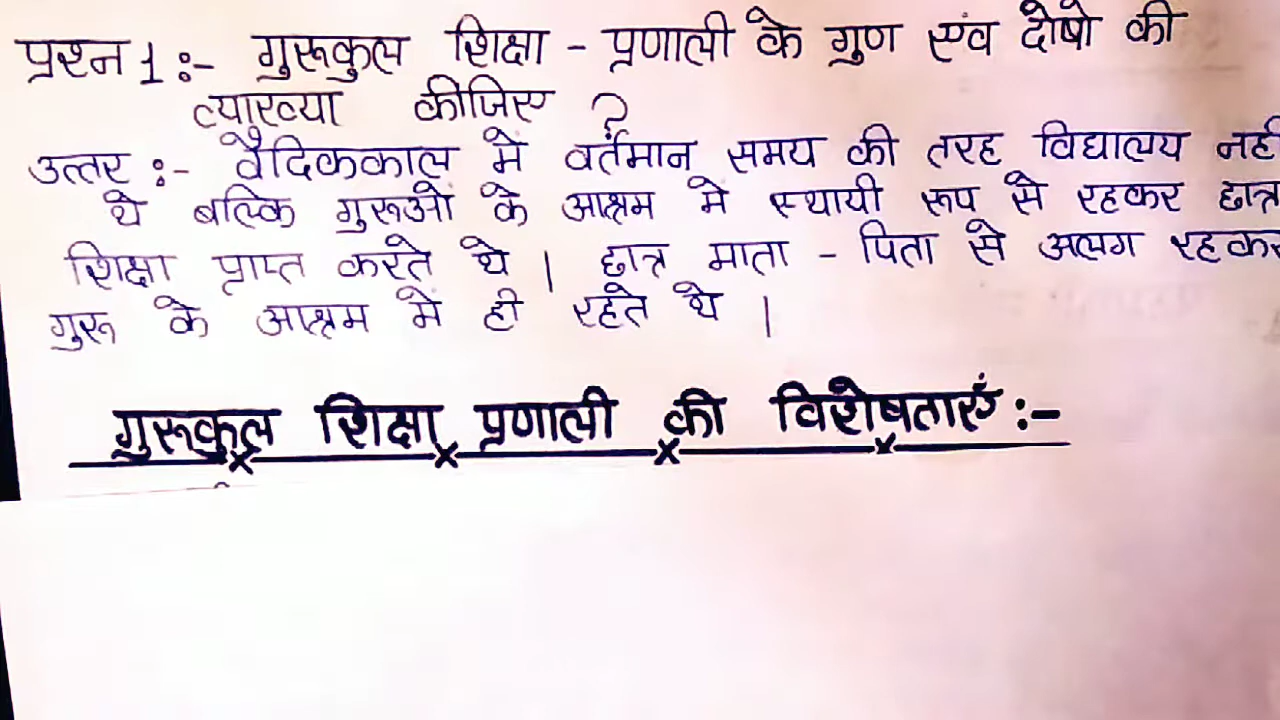 प्रश्न 1 :- गुरूकुल शिक्षा - प्रणाली के गुण एंव दोषो की
व्याख्या कीजिए ?
उत्तर :- वैदिककाल में वर्तमान समय की तरह विद्यालय नहीं
थे बल्कि गुरूओं के आश्रम मे स्थायी रूप से रहकर छात्र
शिक्षा प्राप्त करते थे । छात्र माता - पिता से अलग रहकर
गुरू के आश्रम में ही रहते थे ।
गुरूकुल शिक्षा प्रणाली की विशेषताएं :-